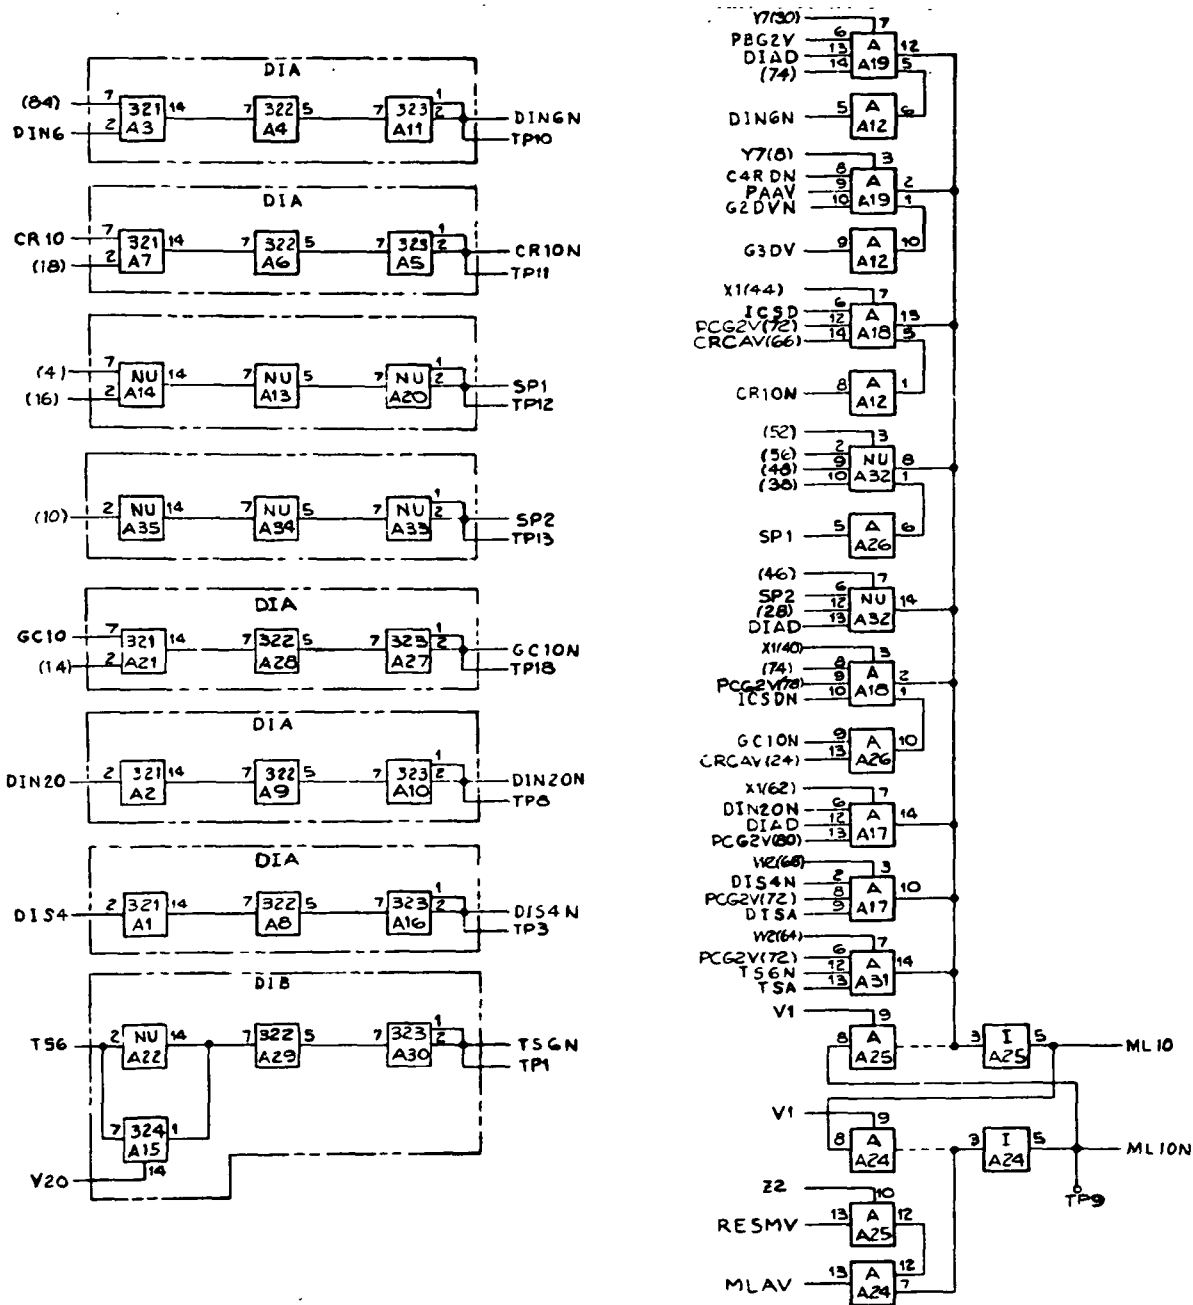 DIA
(84) 7 321 A3 14 7 322 A4 5 7 323 A11 1 2 DIN6N
DIN6 2 TP10
DIA
CR10 7 321 A7 14 7 322 A6 5 7 323 A5 1 2 CR10N
(18) 2 TP11
(4) 7 NU A14 14 7 NU A13 5 7 NU A20 1 2 SP1
(16) 2 TP12
(10) 2 NU A35 14 7 NU A34 5 7 NU A33 1 2 SP2
TP13
DIA
GC10 7 321 A21 14 7 322 A28 5 7 323 A27 1 2 GC10N
(14) 2 TP18
DIA
DIN20 2 321 A2 14 7 322 A9 5 7 323 A10 1 2 DIN20N
TP8
DIA
DIS4 2 321 A1 14 7 322 A8 5 7 323 A16 1 2 DIS4N
TP3
DIB
TS6 2 NU A22 14 7 322 A29 5 7 323 A30 1 2 TS6N
TP1
7 324 A15 1
V20 14
Y7(30) 7
PBG2V 6 A A19 12
DIAD 13 5
(74) 14
DIN6N 5 A A12 6
Y7(8) 3
C4RDN 8 A A19 2
PAAV 9 1
G2DVN 10
G3DV 9 A A12 10
X1(44) 7
ICSD 6 A A18 13
PCG2V(72) 12
CRCAV(66) 14
CR10N 8 A A12 1
(52) 3
(56) 2 NU A32 8
(48) 9 1
(38) 10
SP1 5 A A26 6
(46) 7
SP2 6 NU A32 14
(28) 12
DIAD 13
X1(40) 3
(74) 8 A A18 2
PCG2V(78) 9 1
ICSDN 10
GC10N 9 A A26 10
CRCAV(24) 13
X1(62) 7
DIN20N 6 A A17 14
DIAD 12
PCG2V(80) 13
W2(68) 3
DIS4N 2 A A17 10
PCG2V(72) 8
DISA 9
W2(64) 7
PCG2V(72) 6 A A31 14
TS6N 12
TSA 13
V1 9
8 A A25 3 I A25 5 ML10
V1 9
8 A A24 3 I A24 5 ML10N
TP9
Z2 10
RESMV 13 A A25 12
MLAV 13 A A24 12
7